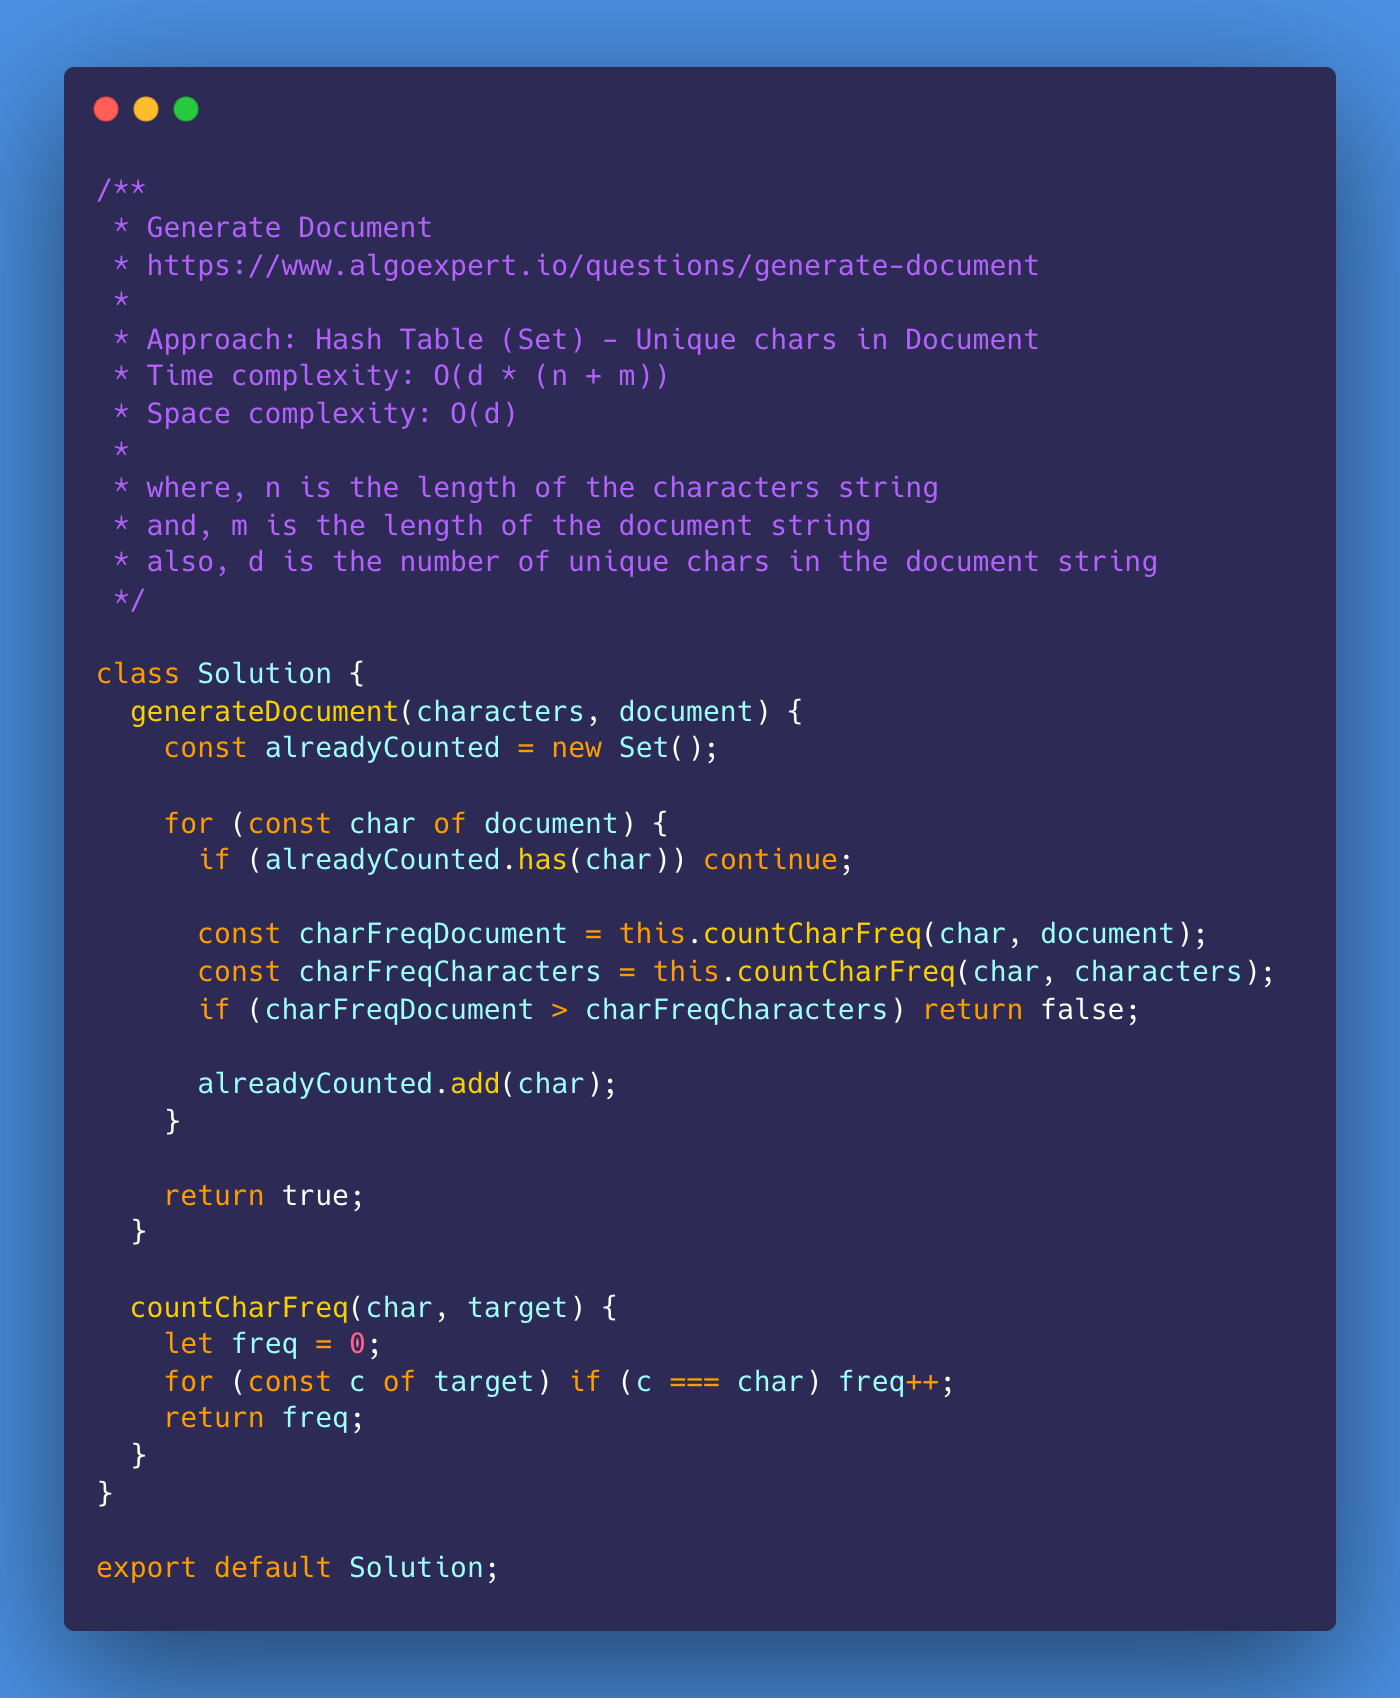 /**
 * Generate Document
 * https://www.algoexpert.io/questions/generate-document
 *
 * Approach: Hash Table (Set) - Unique chars in Document
 * Time complexity: O(d * (n + m))
 * Space complexity: O(d)
 *
 * where, n is the length of the characters string
 * and, m is the length of the document string
 * also, d is the number of unique chars in the document string
 */

class Solution {
  generateDocument(characters, document) {
    const alreadyCounted = new Set();

    for (const char of document) {
      if (alreadyCounted.has(char)) continue;

      const charFreqDocument = this.countCharFreq(char, document);
      const charFreqCharacters = this.countCharFreq(char, characters);
      if (charFreqDocument > charFreqCharacters) return false;

      alreadyCounted.add(char);
    }

    return true;
  }

  countCharFreq(char, target) {
    let freq = 0;
    for (const c of target) if (c === char) freq++;
    return freq;
  }
}

export default Solution;